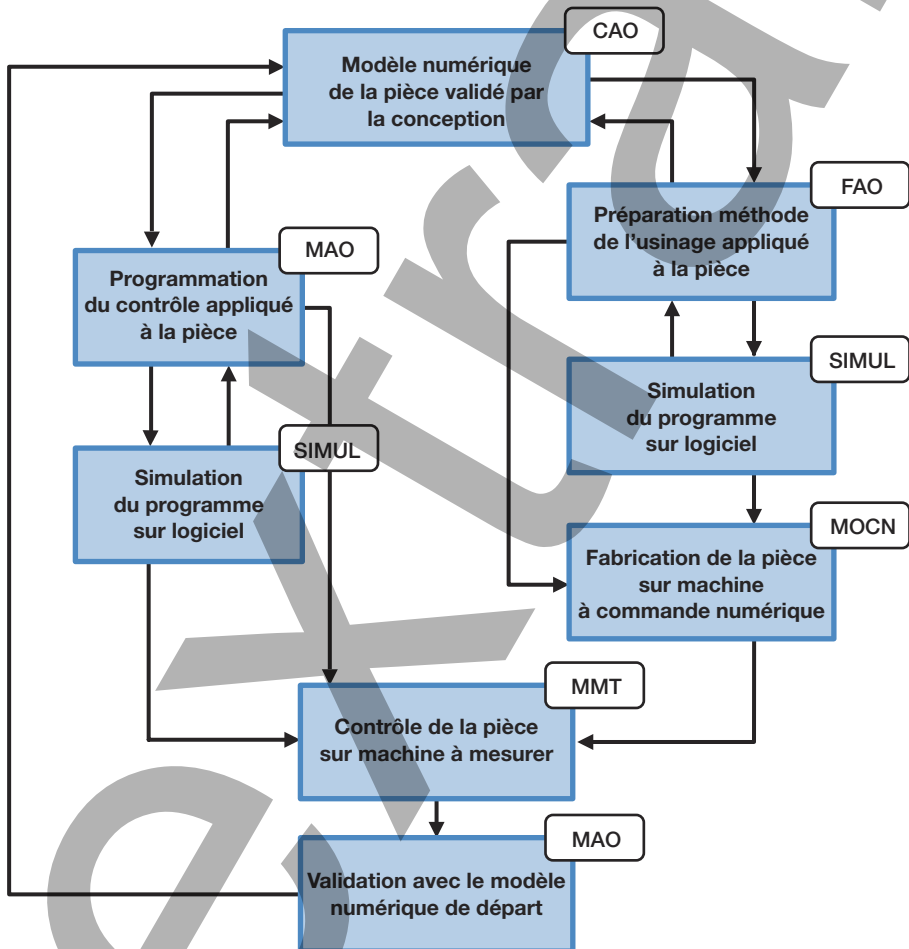 CAO
Modèle numérique
de la pièce validé par
la conception
FAO
Préparation méthode
de l'usinage appliqué
à la pièce
MAO
Programmation
du contrôle appliqué
à la pièce
SIMUL
Simulation
du programme
sur logiciel
SIMUL
Simulation
du programme
sur logiciel
MOCN
Fabrication de la pièce
sur machine
à commande numérique
MMT
Contrôle de la pièce
sur machine à mesurer
MAO
Validation avec le modèle
numérique de départ
extra